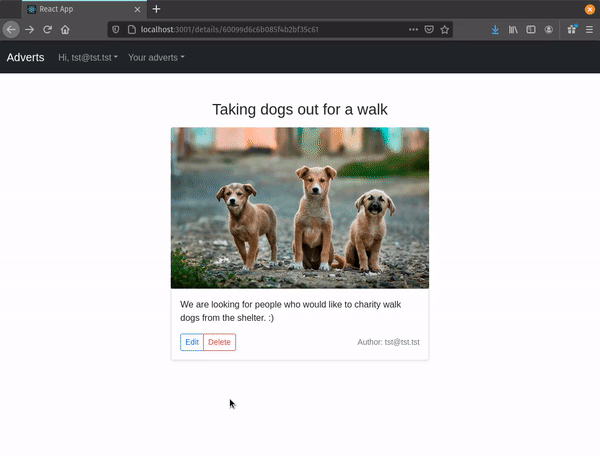 React App
localhost:3001/details/60099d6c6b085f4b2bf35c61
Adverts Hi, tst@tst.tst Your adverts
Taking dogs out for a walk
We are looking for people who would like to charity walk
dogs from the shelter. :)
Edit Delete Author: tst@tst.tst